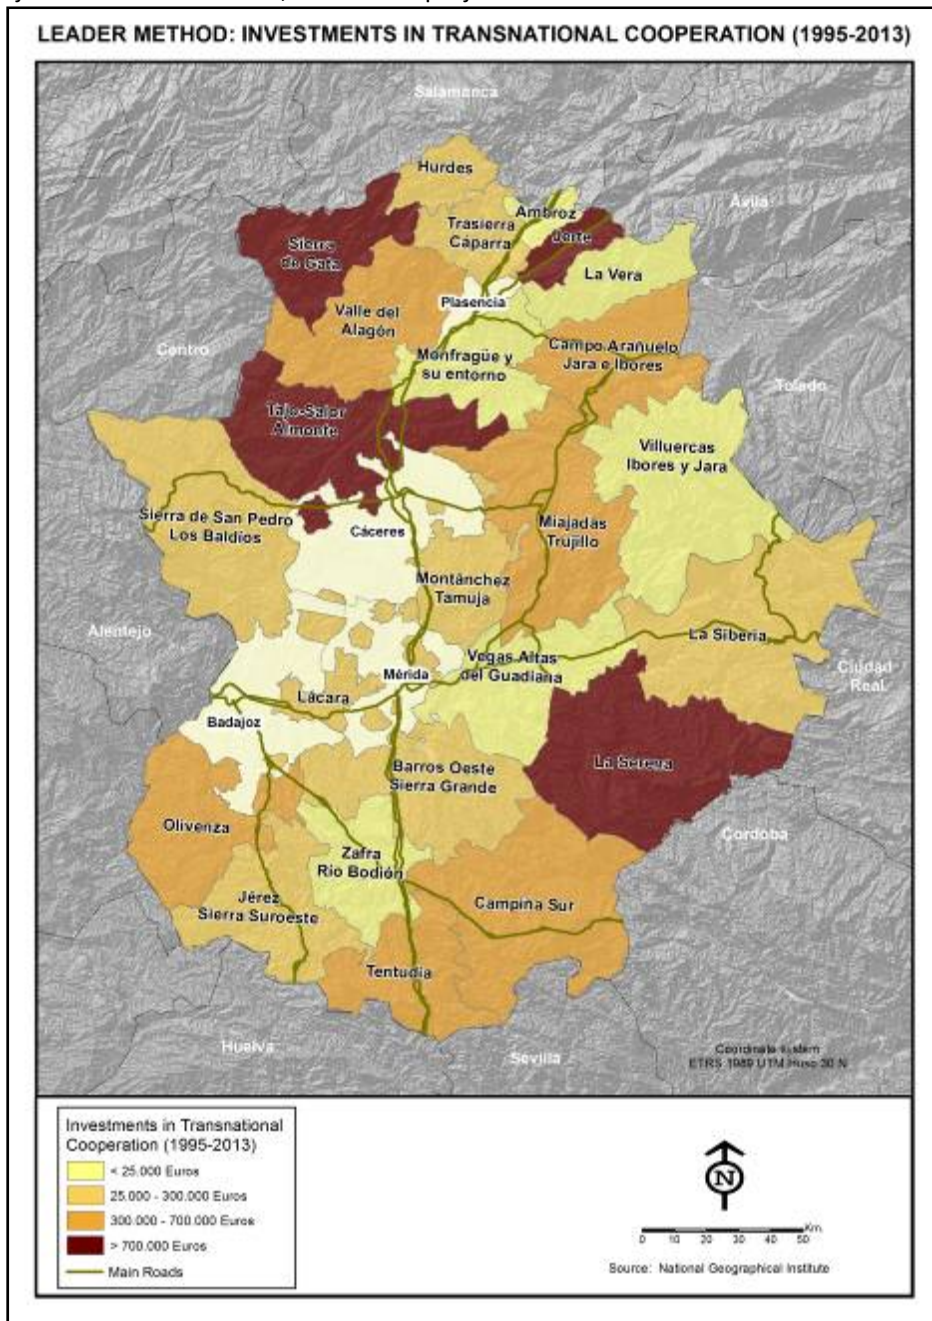 LEADER METHOD: INVESTMENTS IN TRANSNATIONAL COOPERATION (1995-2013)
Salamanca
Hurdes
Ávila
Ambroz
Trasierra
Caparra
Jerte
Sierra
de Gata
La Vera
Plasencia
Valle del
Alagón
Centro
Campo Arañuelo
Jara e Ibores
Monfragüe y
su entorno
Toledo
Tajo-Salor
Almonte
Villuercas
Ibores y Jara
Sierra de San Pedro
Los Baldíos
Cáceres
Miajadas
Trujillo
Montánchez
Tamuja
Alentejo
La Siberia
Vegas Altas
del Guadiana
Ciudad
Real
Mérida
Lácara
Badajoz
La Serena
Barros Oeste
Sierra Grande
Olivenza
Cordoba
Zafra
Rio Bodión
Jérez
Sierra Suroeste
Campiña Sur
Tentudia
Huelva
Sevilla
Coordinate system
ETRS 1989 UTM Huso 30 N
Investments in Transnational
Cooperation (1995-2013)
< 25.000 Euros
25.000 - 300.000 Euros
300.000 - 700.000 Euros
> 700.000 Euros
Main Roads
N
Km.
0 10 20 30 40 50
Source: National Geographical Institute